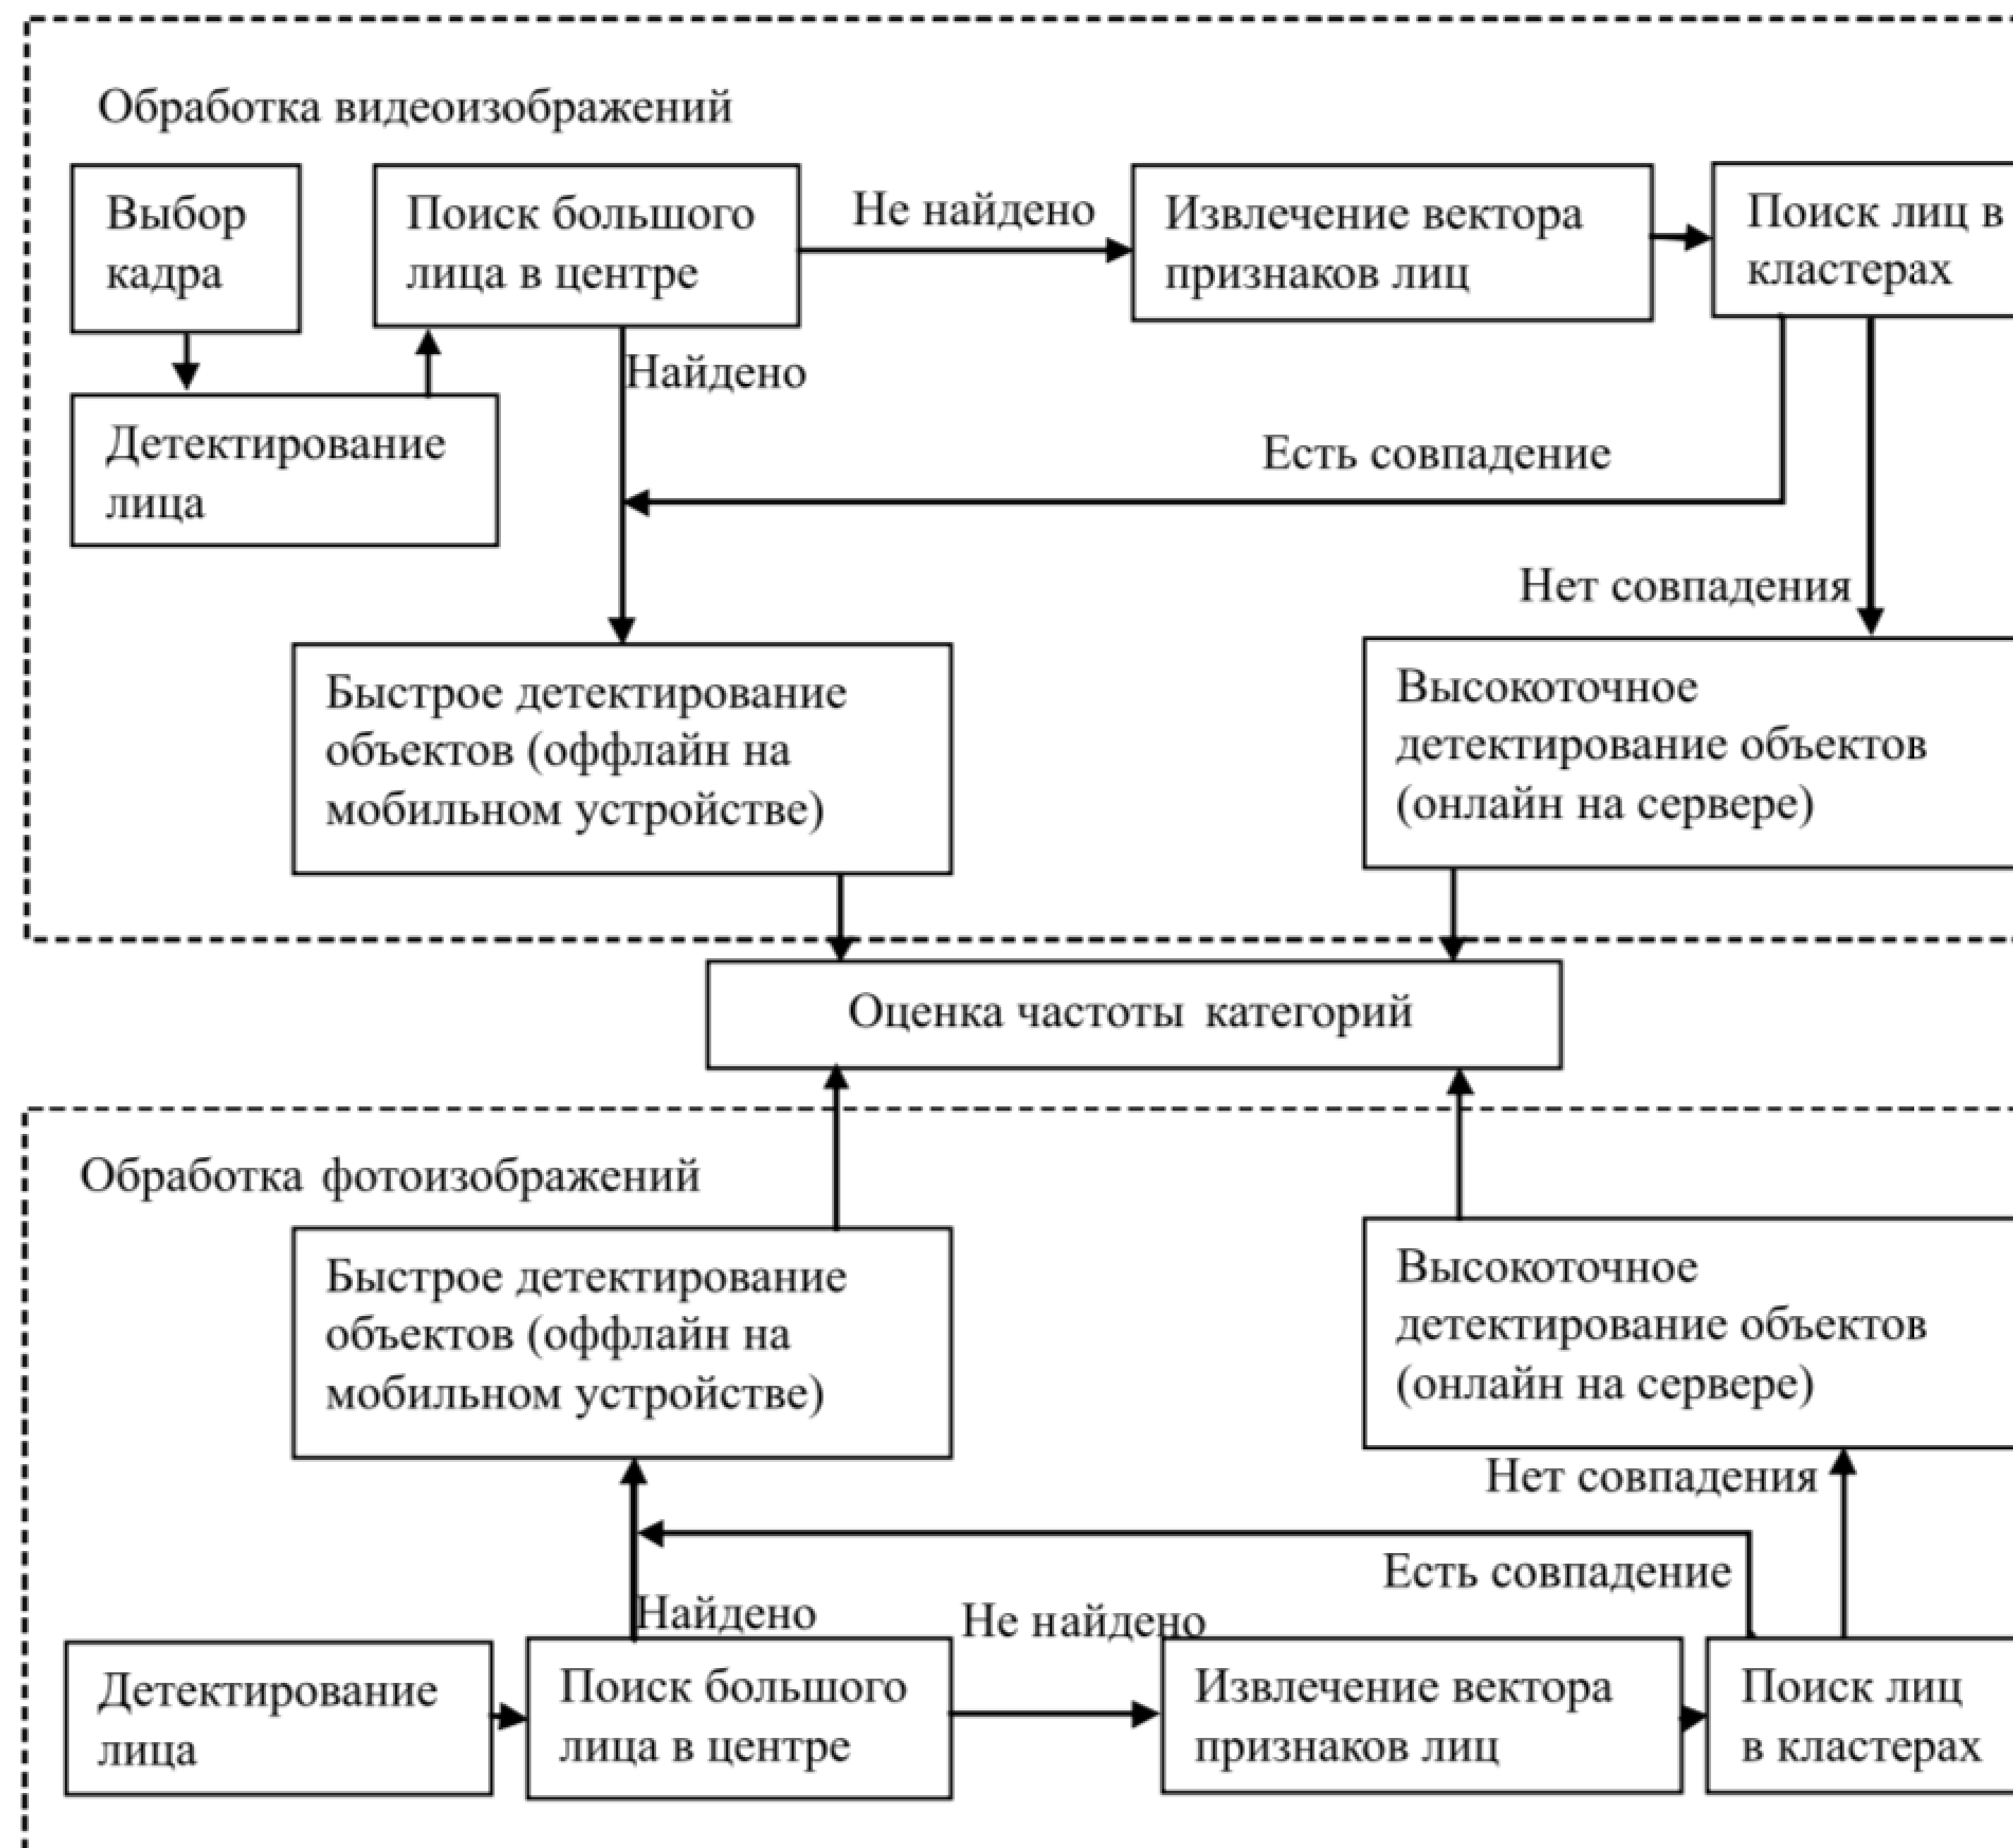 Обработка видеоизображений
Выбор
кадра
Поиск большого
лица в центре
Не найдено
Извлечение вектора
признаков лиц
Поиск лиц в
кластерах
Найдено
Детектирование
лица
Есть совпадение
Нет совпадения
Быстрое детектирование
объектов (оффлайн на
мобильном устройстве)
Высокоточное
детектирование объектов
(онлайн на сервере)
Оценка частоты категорий
Обработка фотоизображений
Быстрое детектирование
объектов (оффлайн на
мобильном устройстве)
Высокоточное
детектирование объектов
(онлайн на сервере)
Нет совпадения
Есть совпадение
Найдено
Не найдено
Детектирование
лица
Поиск большого
лица в центре
Извлечение вектора
признаков лиц
Поиск лиц
в кластерах